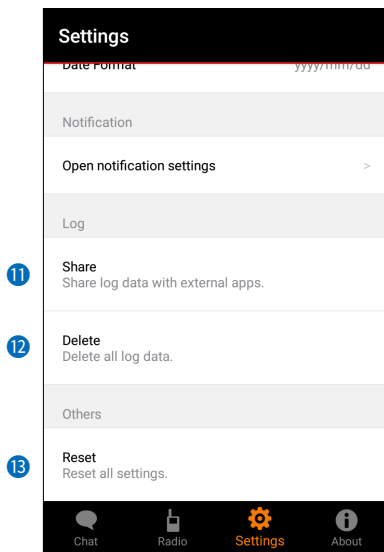 Settings
Date Format yyyy/mm/dd
Notification
Open notification settings >
Log
⑪ Share
Share log data with external apps.
⑫ Delete
Delete all log data.
Others
⑬ Reset
Reset all settings.
Chat Radio Settings About